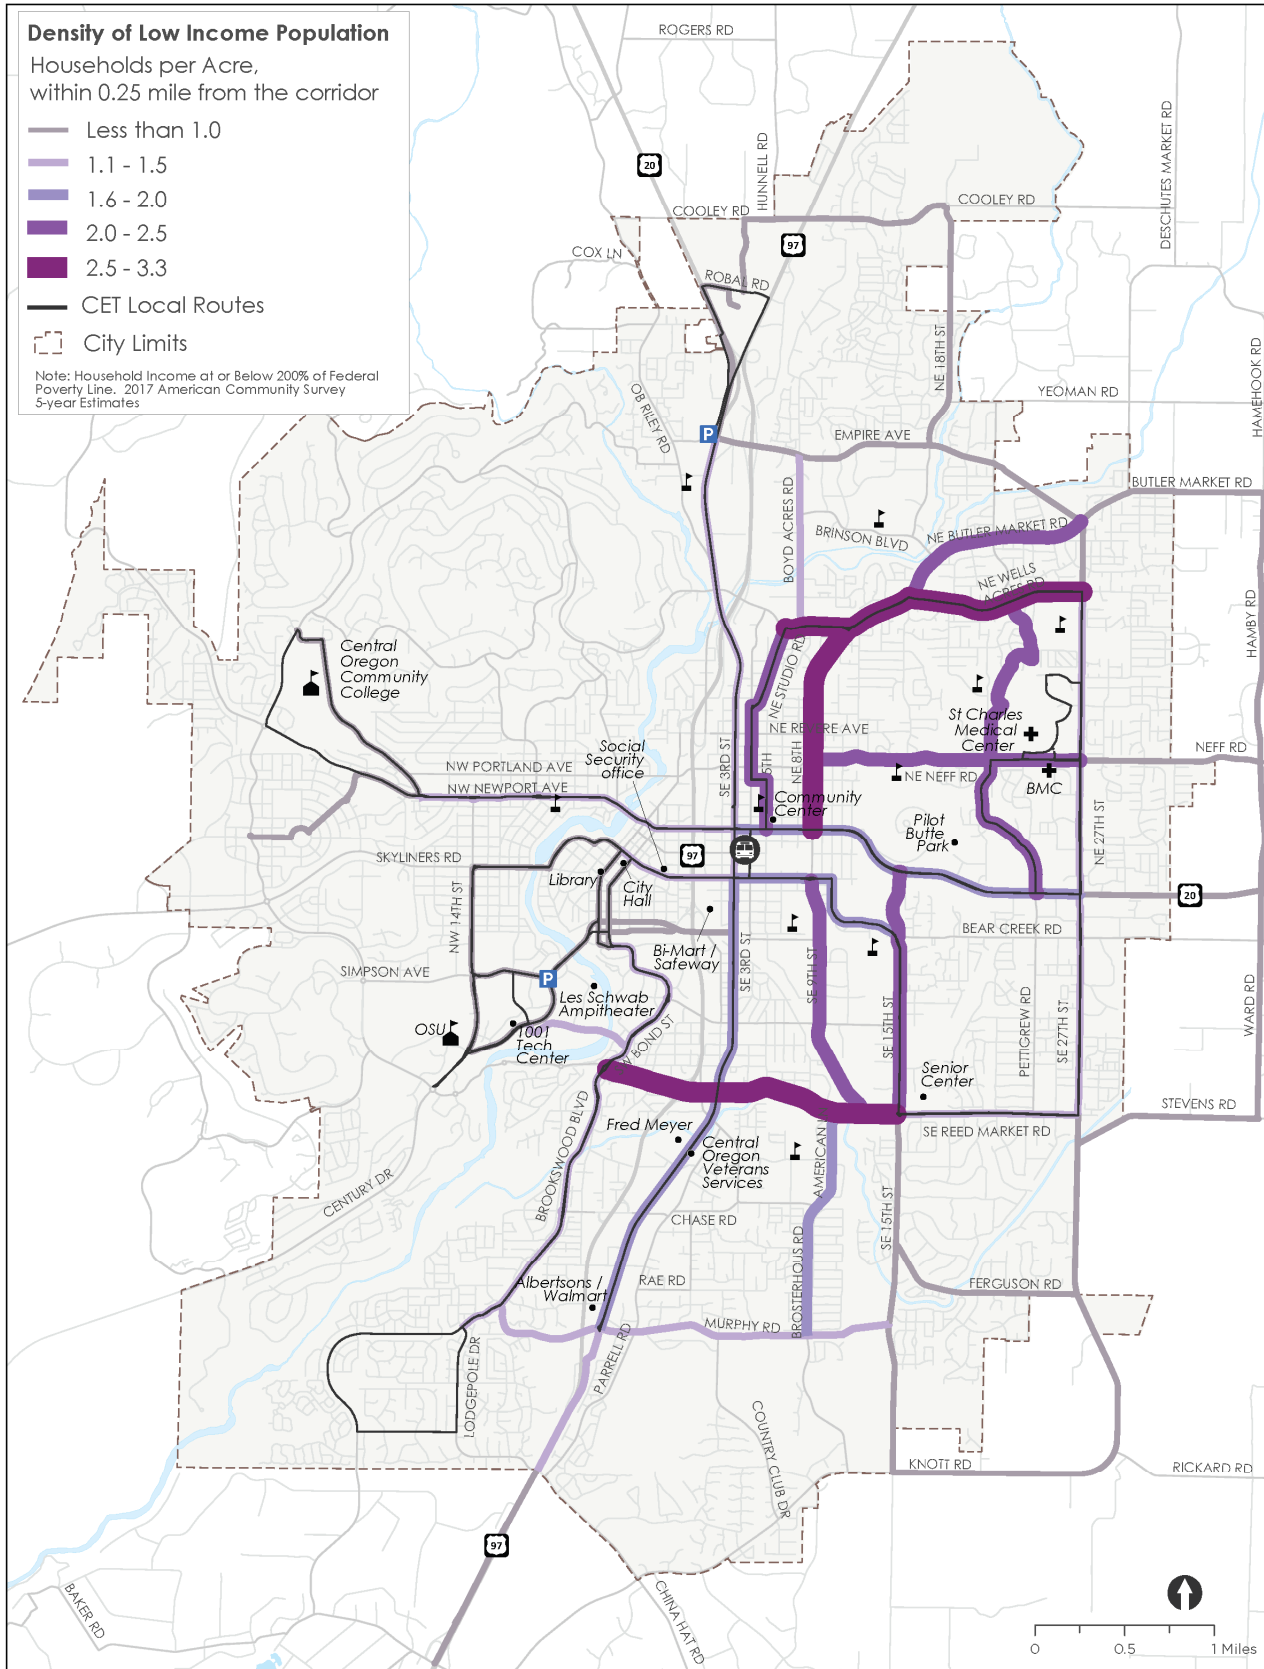 Density of Low Income Population
Households per Acre,
within 0.25 mile from the corridor
Less than 1.0
1.1 - 1.5
1.6 - 2.0
2.0 - 2.5
2.5 - 3.3
CET Local Routes
City Limits
Note: Household Income at or Below 200% of Federal
Poverty Line. 2017 American Community Survey
5-year Estimates
ROGERS RD
20
HUNNELL RD
DESCHUTES MARKET RD
COOLEY RD
COOLEY RD
97
COX LN
ROBAL RD
NE 18TH ST
HAMEHOOK RD
YEOMAN RD
OB RILEY RD
P
EMPIRE AVE
BUTLER MARKET RD
BOYD ACRES RD
BRINSON BLVD
NE BUTLER MARKET RD
NE WELLS
ACRES RD
HAMBY RD
Central
Oregon
Community
College
NE STUDIO RD
St Charles
Medical
Center
NE REVERE AVE
Social
Security
office
SE 3RD ST
5TH
NE 8TH
NEFF RD
NW PORTLAND AVE
NW NEWPORT AVE
NE NEFF RD
BMC
Community
Center
Pilot
Butte
Park
NE 27TH ST
SKYLINERS RD
97
Library
City
Hall
20
NW 14TH ST
BEAR CREEK RD
Bi-Mart /
Safeway
SE 3RD ST
SE 9TH ST
SIMPSON AVE
P
Les Schwab
Ampitheater
SE 15TH ST
PETTIGREW RD
SE 27TH ST
WARD RD
OSU
1001
Tech
Center
BOND ST
Senior
Center
STEVENS RD
BROOKSWOOD BLVD
Fred Meyer
AMERICAN
SE REED MARKET RD
Central
Oregon
Veterans
Services
CENTURY DR
CHASE RD
SE 15TH ST
BROSTERHOUS RD
RAE RD
FERGUSON RD
Albertsons /
Walmart
MURPHY RD
PARRELL RD
LODGEPOLE DR
COUNTRY CLUB DR
KNOTT RD
RICKARD RD
97
BAKER RD
CHINA HAT RD
0 0.5 1 Miles